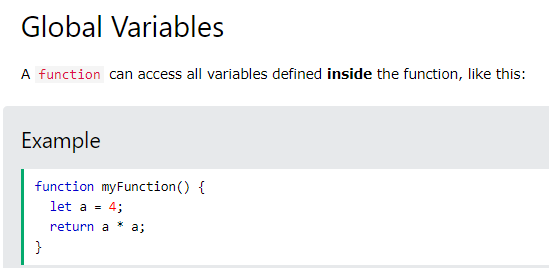 Global Variables
A function can access all variables defined inside the function, like this:
Example
function myFunction() {
  let a = 4;
  return a * a;
}